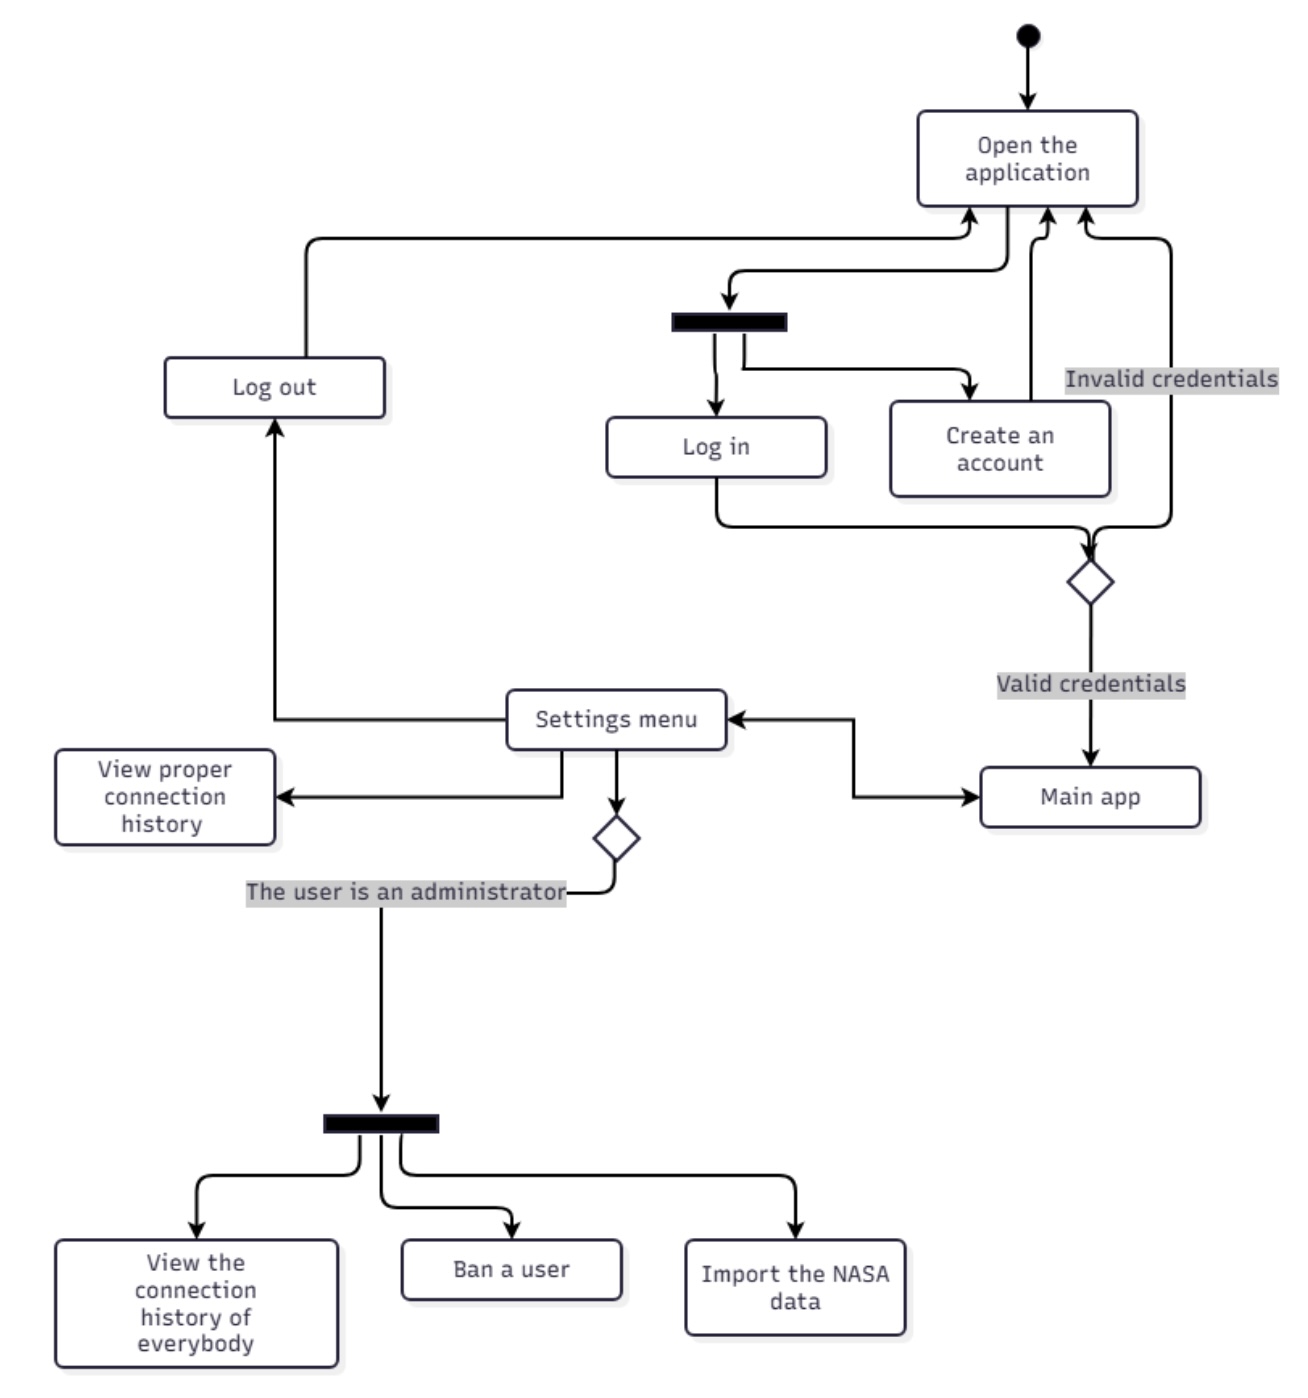 Open the
application
Log out
Invalid credentials
Log in
Create an
account
Valid credentials
Settings menu
View proper
connection
history
Main app
The user is an administrator
View the
connection
history of
everybody
Ban a user
Import the NASA
data